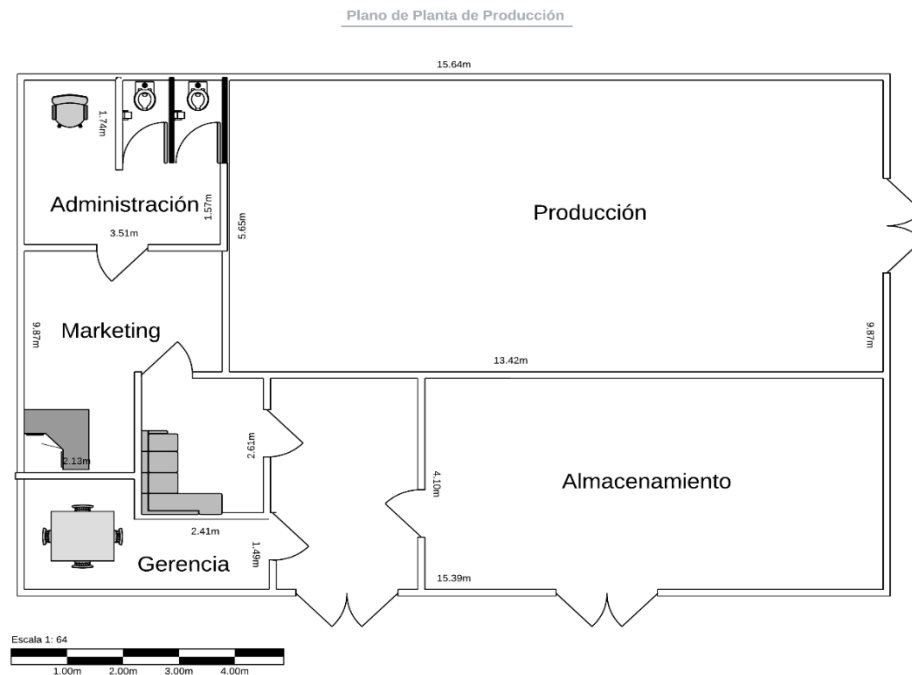 Plano de Planta de Producción
15.64m
1.74m
Administración
1.57m
3.51m
5.65m
Producción
Marketing
9.87m
9.87m
13.42m
2.61m
2.13m
4.10m
Almacenamiento
2.41m
1.49m
Gerencia
15.39m
Escala 1: 64
1.00m 2.00m 3.00m 4.00m